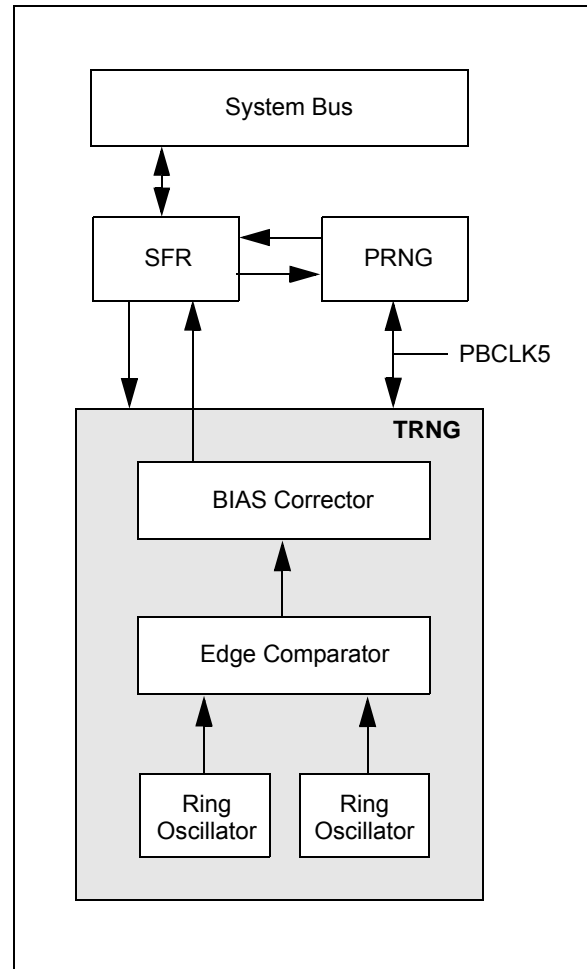 System Bus
SFR
PRNG
PBCLK5
TRNG
BIAS Corrector
Edge Comparator
Ring
Oscillator
Ring
Oscillator